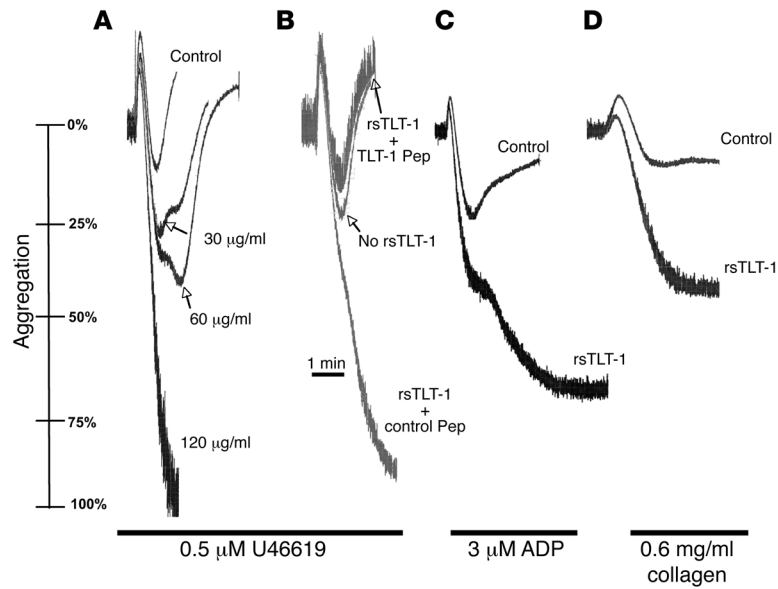 A
B
C
D
Control
rsTLT-1
+
TLT-1 Pep
Control
Control
0%
25%
50%
75%
100%
Aggregation
30 μg/ml
60 μg/ml
120 μg/ml
No rsTLT-1
1 min
rsTLT-1
+
control Pep
rsTLT-1
rsTLT-1
0.5 μM U46619
3 μM ADP
0.6 mg/ml
collagen